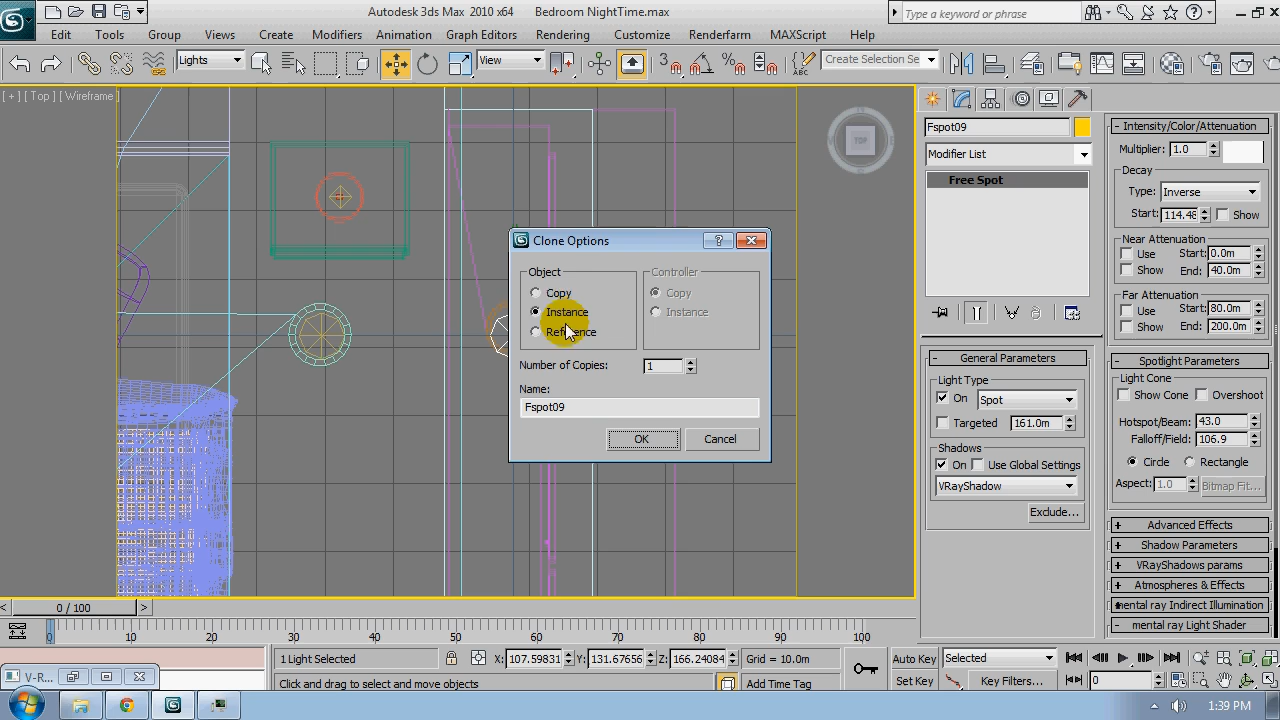 Autodesk 3ds Max 2010 x64 Bedroom NightTime.max
Type a keyword or phrase
Edit Tools Group Views Create Modifiers Animation Graph Editors Rendering Customize Renderfarm MAXScript Help
Lights
View
3
Create Selection Se
[ + ] [ Top ] [ Wireframe ]
TOP
Fspot09
Modifier List
Free Spot
Clone Options
Object
Copy
Instance
Reference
Controller
Copy
Instance
Number of Copies: 1
Name:
Fspot09
OK Cancel
- General Parameters
Light Type
On Spot
Targeted 161.0m
Shadows
On Use Global Settings
VRayShadow
Exclude...
- Intensity/Color/Attenuation
Multiplier: 1.0
Decay
Type: Inverse
Start: 114.48 Show
Near Attenuation
Use Start: 0.0m
Show End: 40.0m
Far Attenuation
Use Start: 80.0m
Show End: 200.0m
- Spotlight Parameters
Light Cone
Show Cone Overshoot
Hotspot/Beam: 43.0
Falloff/Field: 106.9
Circle Rectangle
Aspect: 1.0 Bitmap Fit...
+ Advanced Effects
+ Shadow Parameters
+ VRayShadows params
+ Atmospheres & Effects
+ mental ray Indirect Illumination
- mental ray Light Shader
< 0 / 100 >
0 10 20 30 40 50 60 70 80 90 100
1 Light Selected X: 107.59831 Y: 131.67656 Z: 166.24084 Grid = 10.0m
Auto Key Selected
V-R...
Click and drag to select and move objects Add Time Tag
Set Key Key Filters... 0
1:39 PM